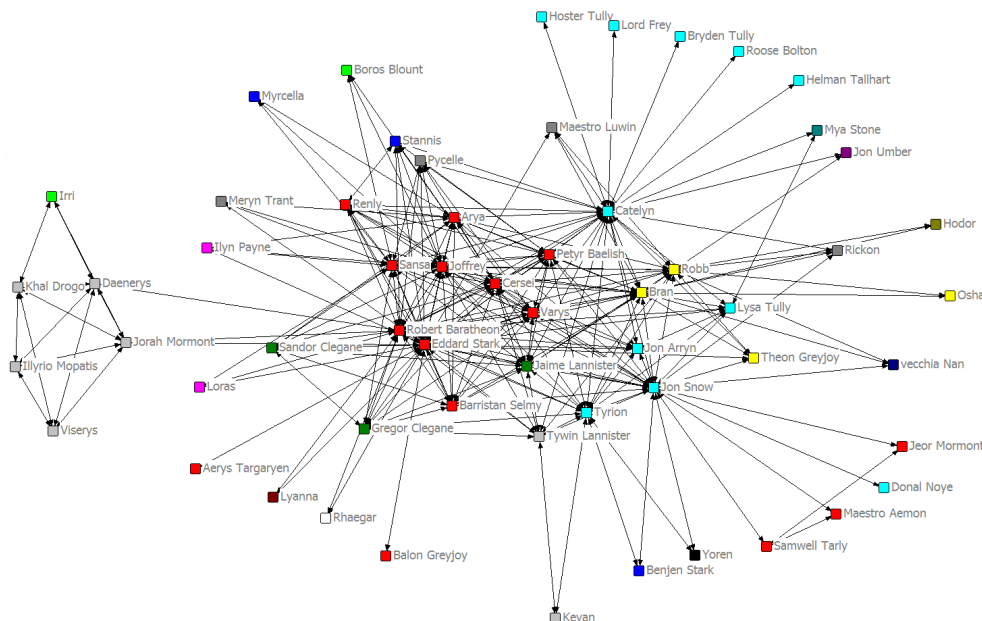 Hoster Tully
Lord Frey
Bryden Tully
Roose Bolton
Boros Blount
Helman Tallhart
Myrcella
Maestro Luwin
Mya Stone
Stannis
Jon Umber
Pycelle
Irri
Meryn Trant
Renly
Arya
Catelyn
Hodor
Ilyn Payne
Petyr Baelish
Rickon
Sansa
Joffrey
Robb
Khal Drogo
Daenerys
Cersei
Bran
Osha
Varys
Lysa Tully
Robert Baratheon
Jorah Mormont
Eddard Stark
Sandor Clegane
Jon Arryn
Theon Greyjoy
Illyrio Mopatis
Jaime Lannister
vecchia Nan
Loras
Jon Snow
Barristan Selmy
Tyrion
Viserys
Gregor Clegane
Tywin Lannister
Jeor Mormont
Aerys Targaryen
Donal Noye
Lyanna
Rhaegar
Maestro Aemon
Samwell Tarly
Balon Greyjoy
Yoren
Benjen Stark
Kevan